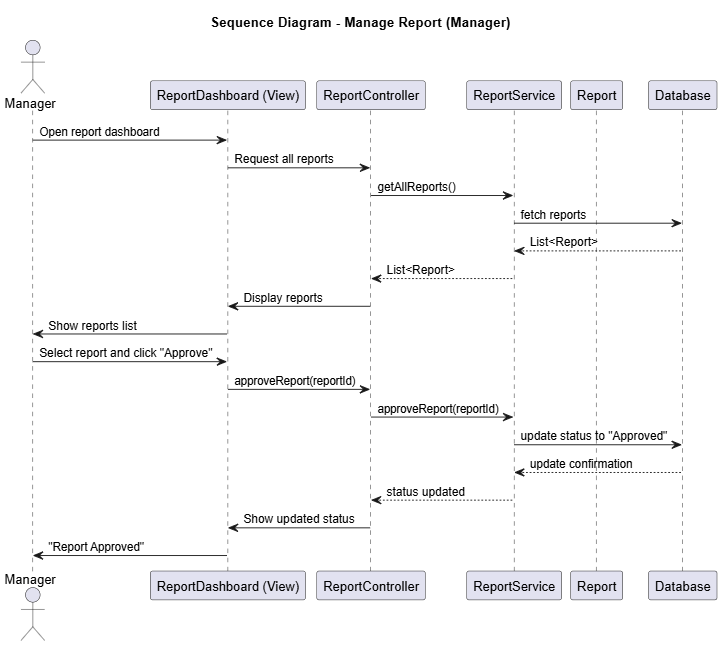 Sequence Diagram - Manage Report (Manager)
Manager
ReportDashboard (View)
ReportController
ReportService
Report
Database
Open report dashboard
Request all reports
getAllReports()
fetch reports
List<Report>
List<Report>
Display reports
Show reports list
Select report and click "Approve"
approveReport(reportId)
approveReport(reportId)
update status to "Approved"
update confirmation
status updated
Show updated status
"Report Approved"
Manager
ReportDashboard (View)
ReportController
ReportService
Report
Database